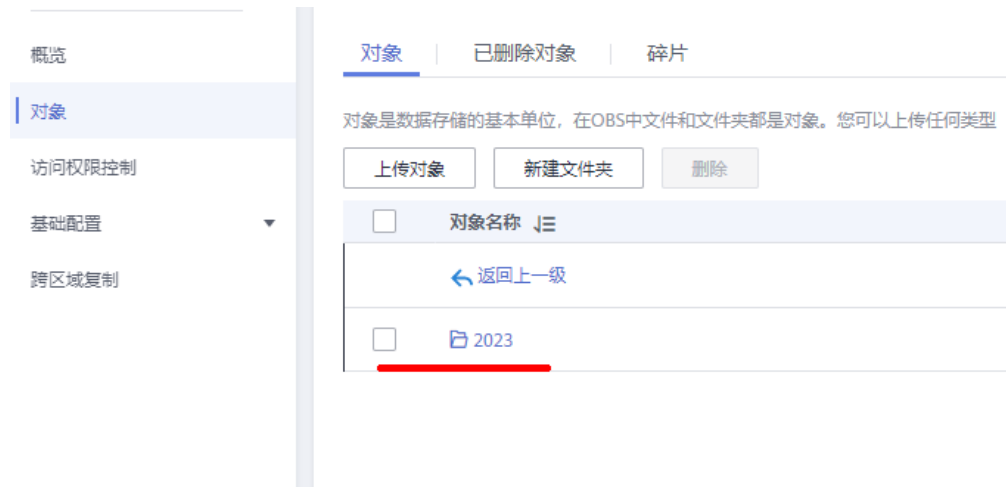 概览
对象
访问权限控制
基础配置
跨区域复制
对象 已删除对象 碎片
对象是数据存储的基本单位，在OBS中文件和文件夹都是对象。您可以上传任何类型
上传对象 新建文件夹 删除
对象名称
返回上一级
2023